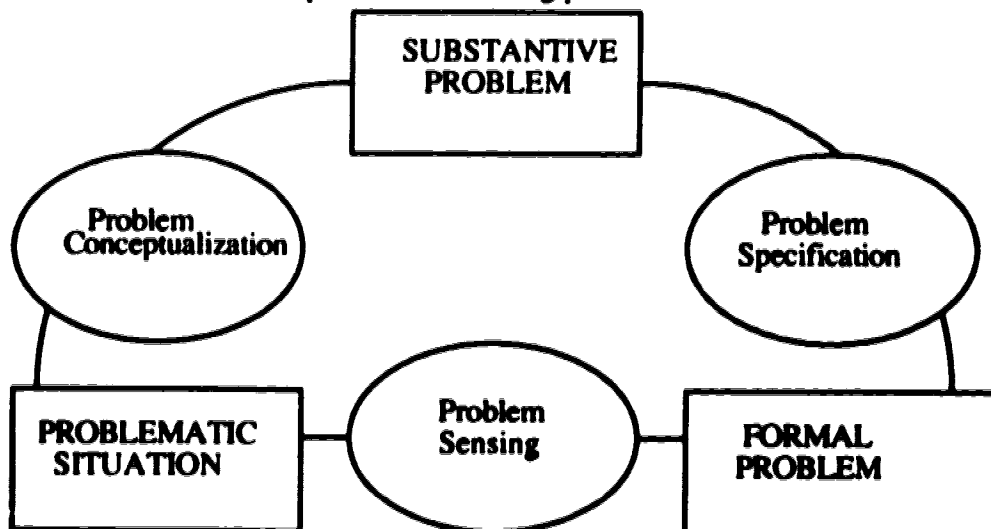 SUBSTANTIVE
PROBLEM
Problem
Conceptualization
Problem
Specification
Problem
Sensing
PROBLEMATIC
SITUATION
FORMAL
PROBLEM